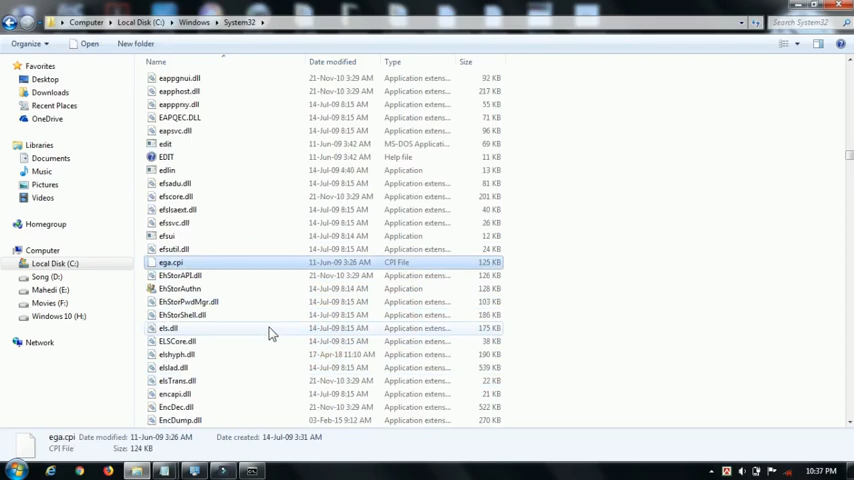 Computer ▸ Local Disk (C:) ▸ Windows ▸ System32 ▸
Search System32
Organize ▾ Open New folder
Name Date modified Type Size
Favorites
Desktop
Downloads
Recent Places
OneDrive
Libraries
Documents
Music
Pictures
Videos
Homegroup
Computer
Local Disk (C:)
Song (D:)
Mahedi (E:)
Movies (F:)
Windows 10 (H:)
Network
eappgnui.dll 21-Nov-10 3:29 AM Application extens... 92 KB
eapphost.dll 21-Nov-10 3:29 AM Application extens... 217 KB
eappprxy.dll 14-Jul-09 8:15 AM Application extens... 55 KB
EAPQEC.DLL 14-Jul-09 8:15 AM Application extens... 71 KB
eapsvc.dll 14-Jul-09 8:15 AM Application extens... 96 KB
edit 11-Jun-09 3:42 AM MS-DOS Applicati... 69 KB
EDIT 11-Jun-09 3:42 AM Help file 11 KB
edlin 14-Jul-09 4:40 AM Application 13 KB
efsadu.dll 14-Jul-09 8:15 AM Application extens... 81 KB
efscore.dll 21-Nov-10 3:29 AM Application extens... 201 KB
efslsaext.dll 14-Jul-09 8:15 AM Application extens... 40 KB
efssvc.dll 14-Jul-09 8:15 AM Application extens... 26 KB
efsui 14-Jul-09 8:14 AM Application 12 KB
efsutil.dll 14-Jul-09 8:15 AM Application extens... 24 KB
ega.cpi 11-Jun-09 3:26 AM CPI File 125 KB
EhStorAPI.dll 21-Nov-10 3:29 AM Application extens... 126 KB
EhStorAuthn 14-Jul-09 8:14 AM Application 128 KB
EhStorPwdMgr.dll 14-Jul-09 8:15 AM Application extens... 103 KB
EhStorShell.dll 14-Jul-09 8:15 AM Application extens... 186 KB
els.dll 14-Jul-09 8:15 AM Application extens... 175 KB
ELSCore.dll 14-Jul-09 8:15 AM Application extens... 38 KB
elshyph.dll 17-Apr-18 11:10 AM Application extens... 190 KB
elslad.dll 14-Jul-09 8:15 AM Application extens... 539 KB
elsTrans.dll 21-Nov-10 3:29 AM Application extens... 22 KB
encapi.dll 14-Jul-09 8:15 AM Application extens... 21 KB
EncDec.dll 21-Nov-10 3:29 AM Application extens... 522 KB
EncDump.dll 03-Feb-15 9:12 AM Application extens... 270 KB
ega.cpi Date modified: 11-Jun-09 3:26 AM Date created: 14-Jul-09 3:31 AM
CPI File Size: 124 KB
10:37 PM